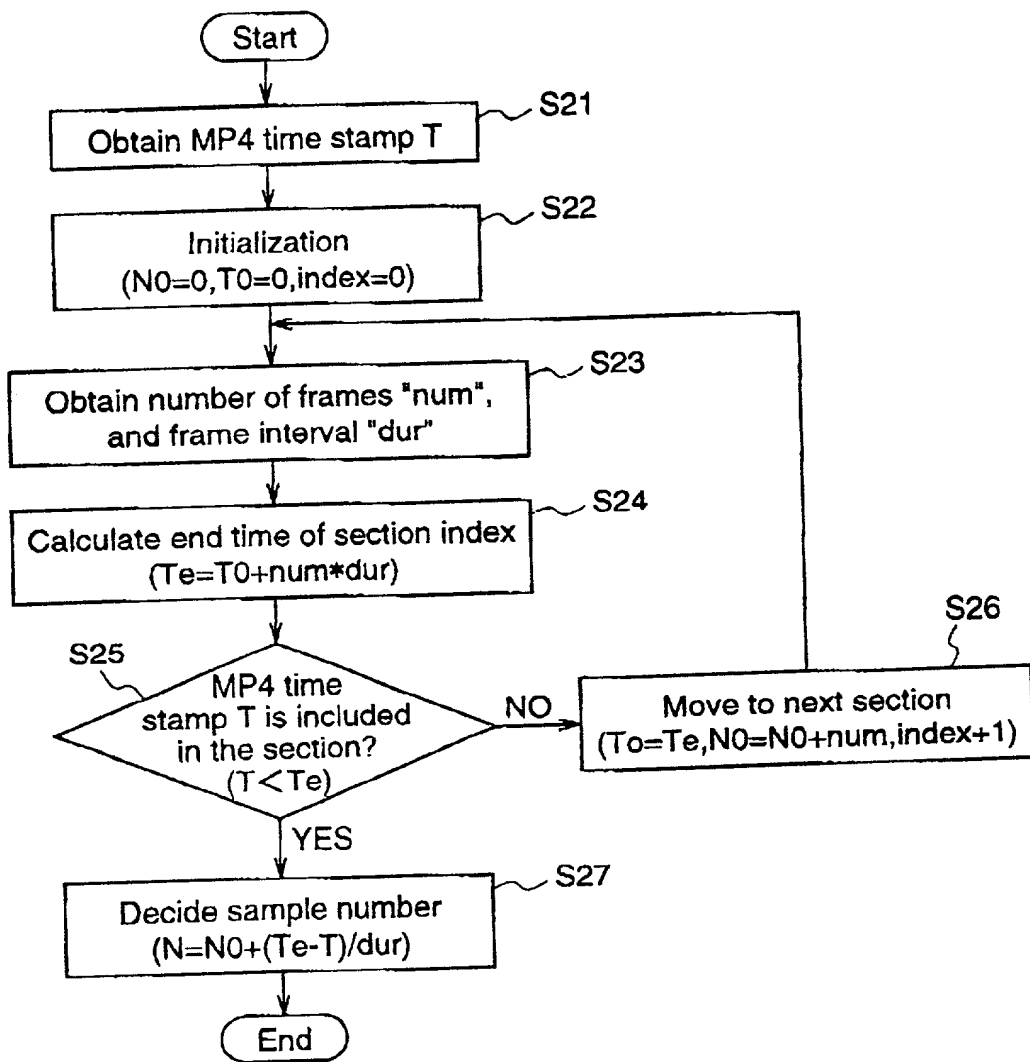 Start
S21
Obtain MP4 time stamp T
S22
Initialization
(N0=0,T0=0,index=0)
S23
Obtain number of frames "num",
and frame interval "dur"
S24
Calculate end time of section index
(Te=T0+num*dur)
S25
MP4 time
stamp T is included
in the section?
(T<Te)
NO
S26
Move to next section
(To=Te,N0=N0+num,index+1)
YES
S27
Decide sample number
(N=N0+(Te-T)/dur)
End